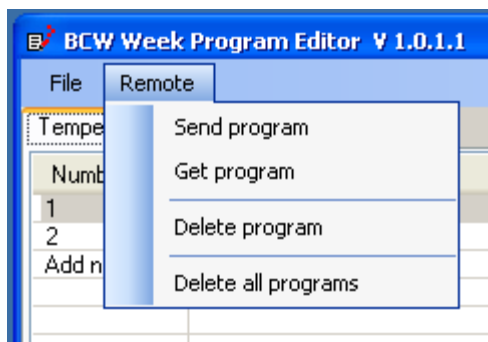 BCW Week Program Editor V 1.0.1.1
File Remote
Tempe
Send program
Numb
Get program
1
2
Delete program
Add n
Delete all programs